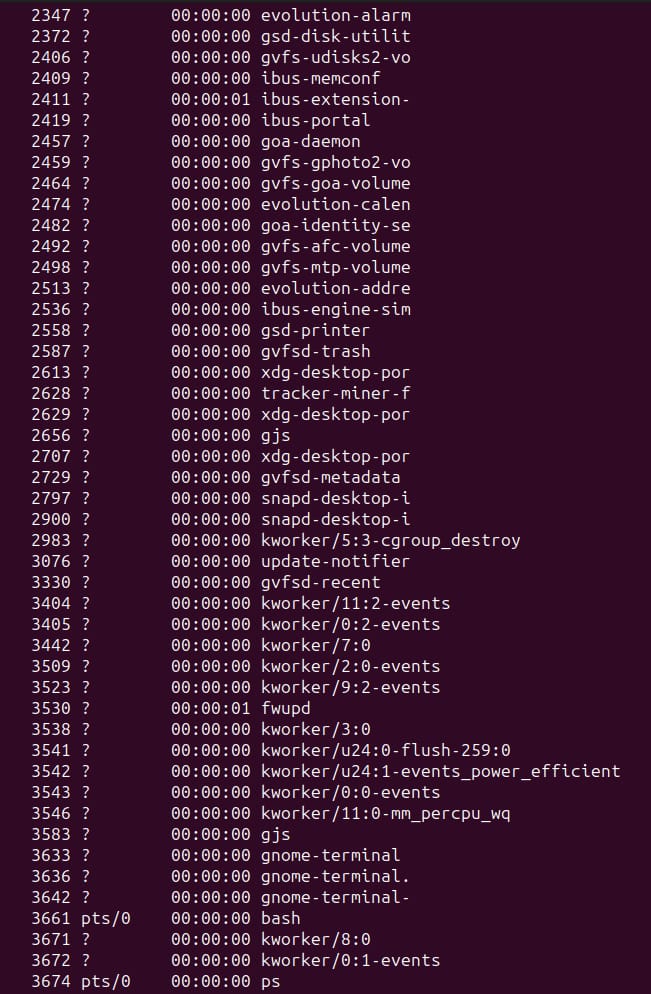 2347 ? 00:00:00 evolution-alarm
2372 ? 00:00:00 gsd-disk-utilit
2406 ? 00:00:00 gvfs-udisks2-vo
2409 ? 00:00:00 ibus-memconf
2411 ? 00:00:01 ibus-extension-
2419 ? 00:00:00 ibus-portal
2457 ? 00:00:00 goa-daemon
2459 ? 00:00:00 gvfs-gphoto2-vo
2464 ? 00:00:00 gvfs-goa-volume
2474 ? 00:00:00 evolution-calen
2482 ? 00:00:00 goa-identity-se
2492 ? 00:00:00 gvfs-afc-volume
2498 ? 00:00:00 gvfs-mtp-volume
2513 ? 00:00:00 evolution-addre
2536 ? 00:00:00 ibus-engine-sim
2558 ? 00:00:00 gsd-printer
2587 ? 00:00:00 gvfsd-trash
2613 ? 00:00:00 xdg-desktop-por
2628 ? 00:00:00 tracker-miner-f
2629 ? 00:00:00 xdg-desktop-por
2656 ? 00:00:00 gjs
2707 ? 00:00:00 xdg-desktop-por
2729 ? 00:00:00 gvfsd-metadata
2797 ? 00:00:00 snapd-desktop-i
2900 ? 00:00:00 snapd-desktop-i
2983 ? 00:00:00 kworker/5:3-cgroup_destroy
3076 ? 00:00:00 update-notifier
3330 ? 00:00:00 gvfsd-recent
3404 ? 00:00:00 kworker/11:2-events
3405 ? 00:00:00 kworker/0:2-events
3442 ? 00:00:00 kworker/7:0
3509 ? 00:00:00 kworker/2:0-events
3523 ? 00:00:00 kworker/9:2-events
3530 ? 00:00:01 fwupd
3538 ? 00:00:00 kworker/3:0
3541 ? 00:00:00 kworker/u24:0-flush-259:0
3542 ? 00:00:00 kworker/u24:1-events_power_efficient
3543 ? 00:00:00 kworker/0:0-events
3546 ? 00:00:00 kworker/11:0-mm_percpu_wq
3583 ? 00:00:00 gjs
3633 ? 00:00:00 gnome-terminal
3636 ? 00:00:00 gnome-terminal.
3642 ? 00:00:00 gnome-terminal-
3661 pts/0 00:00:00 bash
3671 ? 00:00:00 kworker/8:0
3672 ? 00:00:00 kworker/0:1-events
3674 pts/0 00:00:00 ps